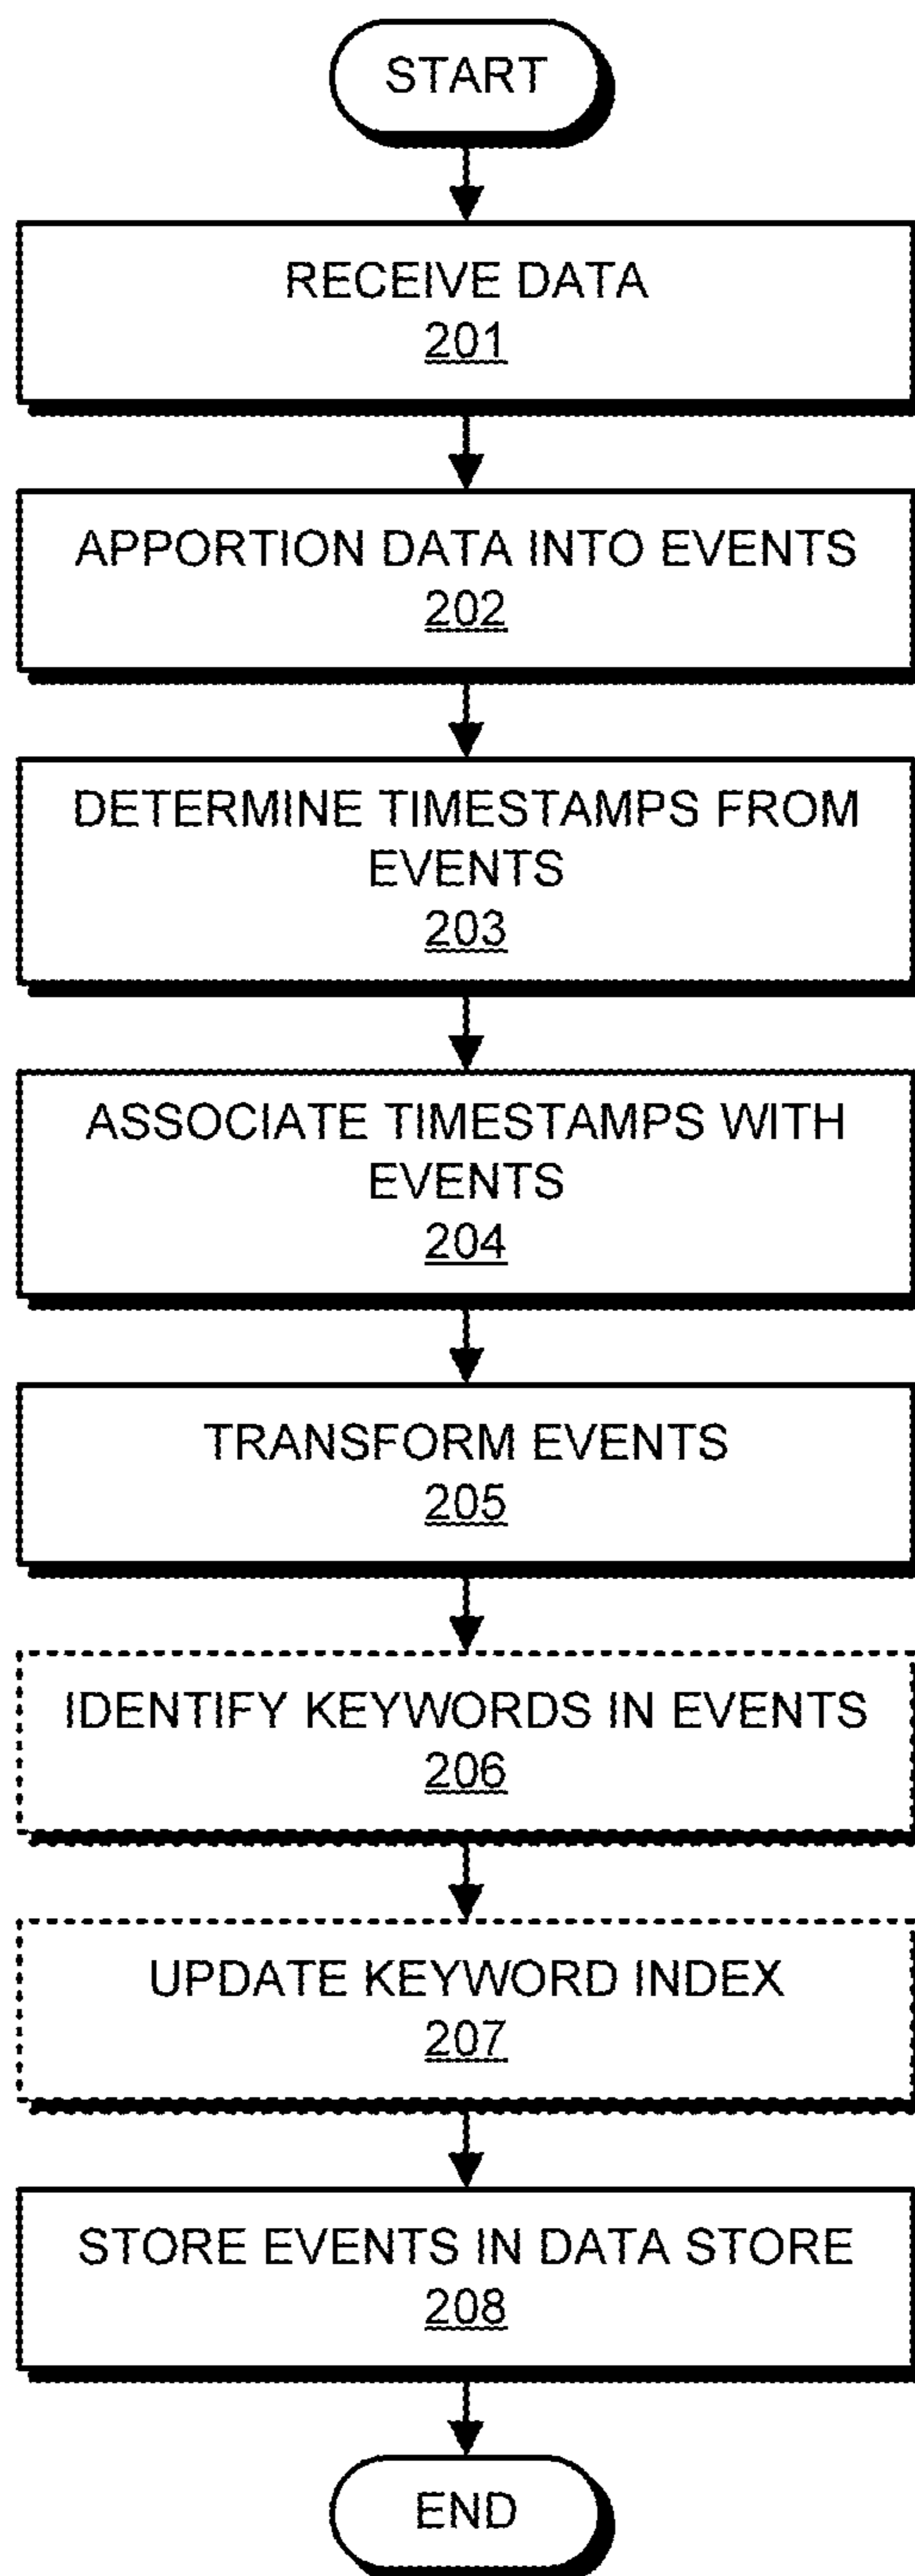 START
RECEIVE DATA
201
APPORTION DATA INTO EVENTS
202
DETERMINE TIMESTAMPS FROM
EVENTS
203
ASSOCIATE TIMESTAMPS WITH
EVENTS
204
TRANSFORM EVENTS
205
IDENTIFY KEYWORDS IN EVENTS
206
UPDATE KEYWORD INDEX
207
STORE EVENTS IN DATA STORE
208
END